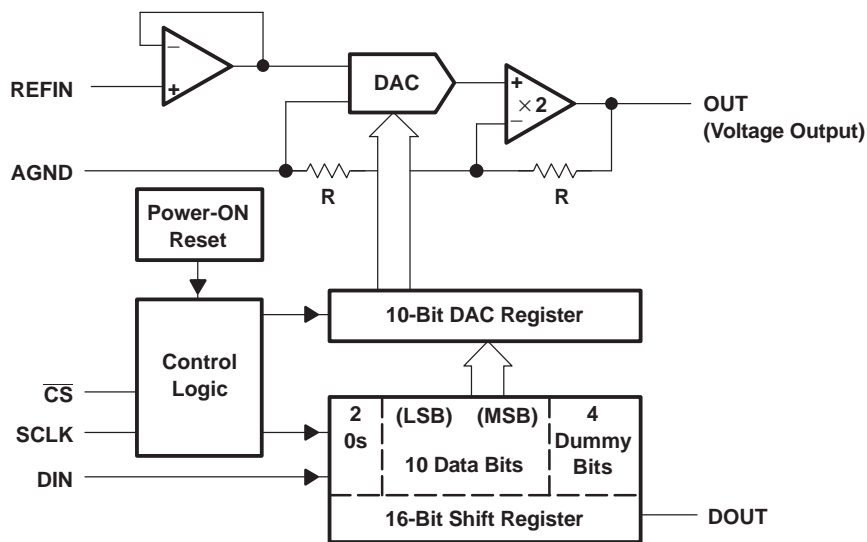 REFIN
−
+
DAC
+
× 2
−
OUT
(Voltage Output)
AGND
R
R
Power-ON
Reset
10-Bit DAC Register
Control
Logic
CS
SCLK
DIN
2
0s
(LSB) (MSB)
10 Data Bits
4
Dummy
Bits
16-Bit Shift Register
DOUT